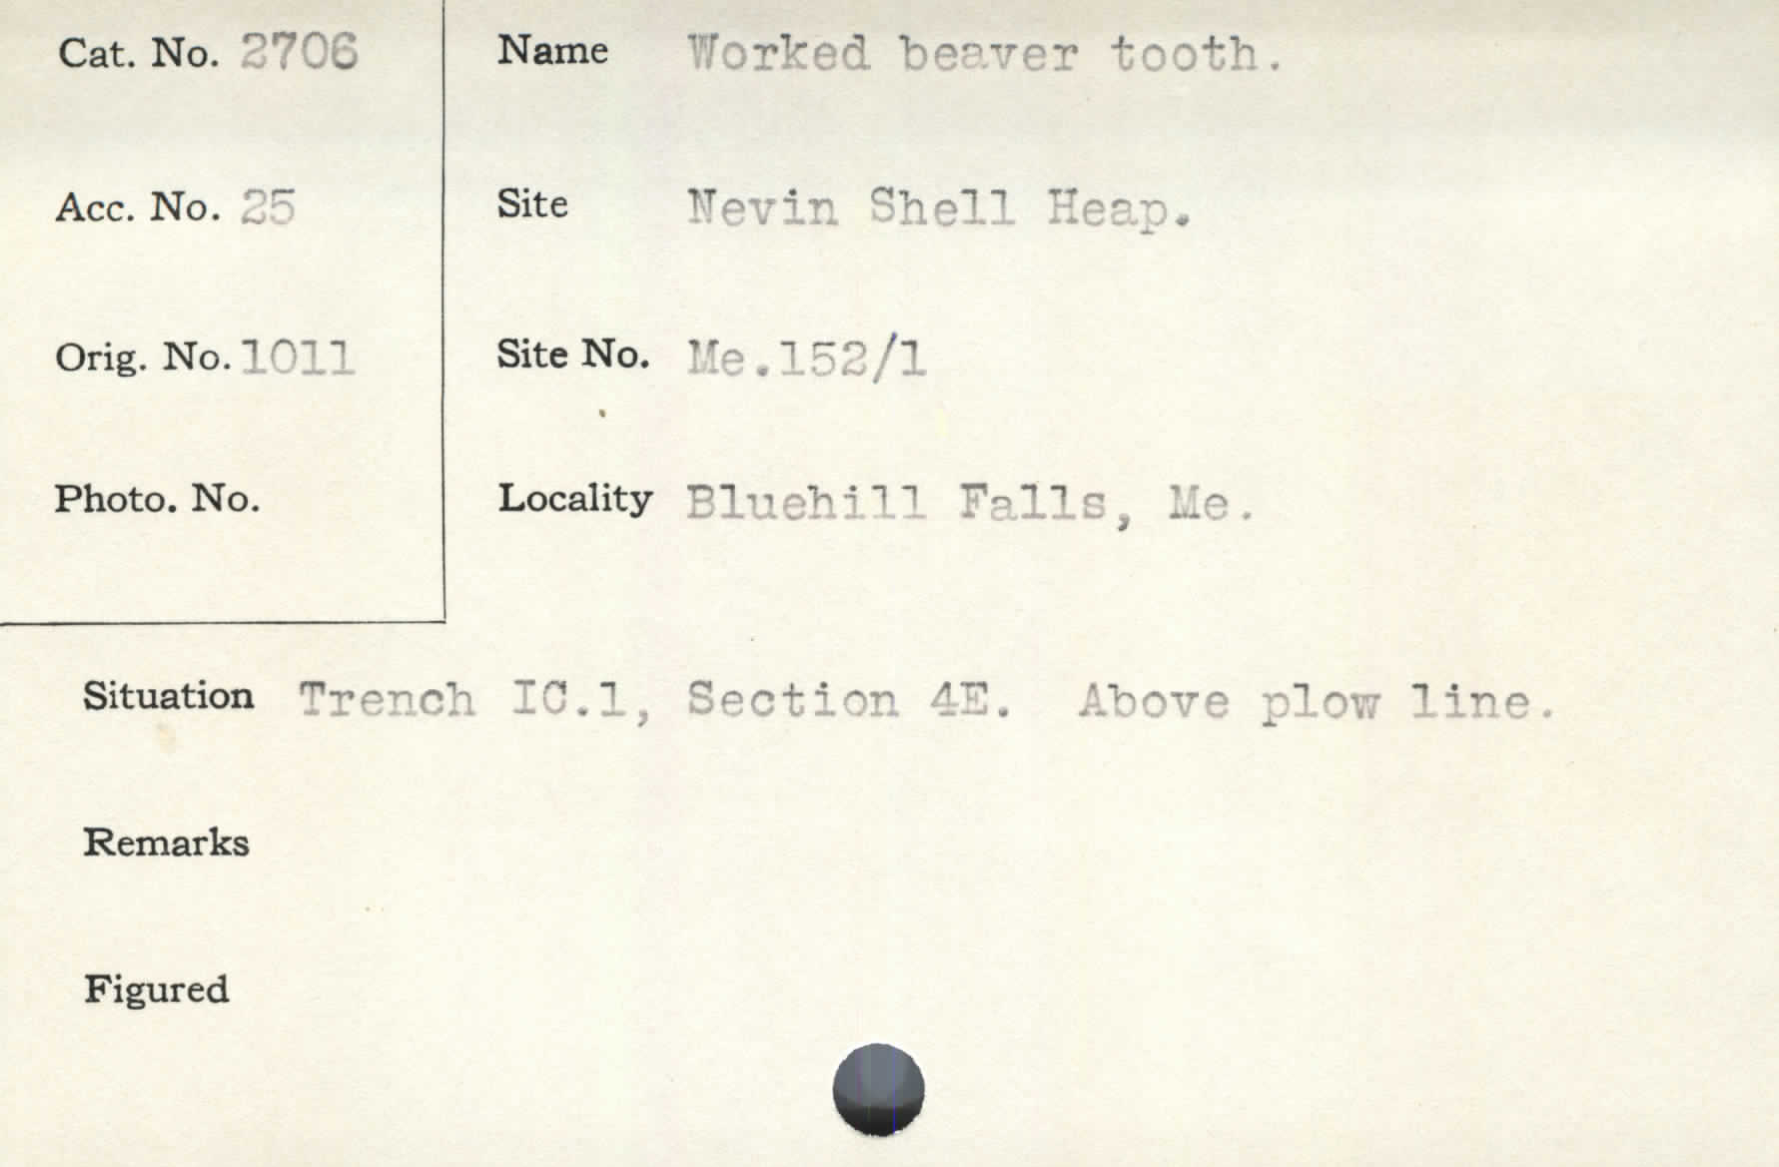 Cat. No. 2706
Name Worked beaver tooth.
Acc. No. 25
Site Nevin Shell Heap.
Orig. No. 1011
Site No. Me.152/1
Photo. No.
Locality Bluehill Falls, Me.
Situation Trench IC.1, Section 4E. Above plow line.
Remarks
Figured